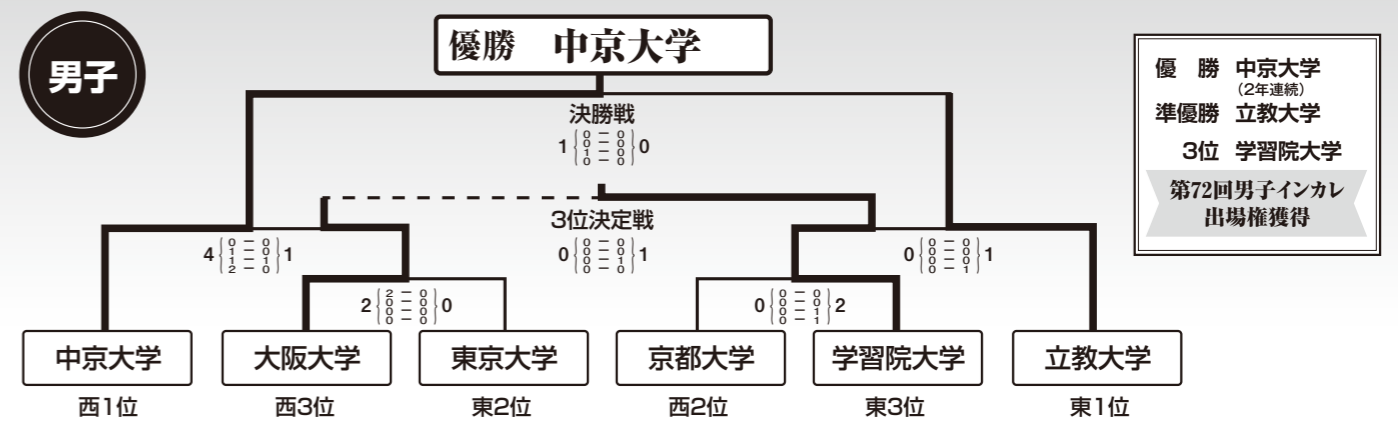 男子
優勝 中京大学
決勝戦
1 { 0 － 0 } 0
0 － 0
1 － 0
0 － 0
3位決定戦
0 { 0 － 0 } 1
0 － 0
0 － 1
0 － 0
4 { 0 － 0 } 1
1 － 0
1 － 1
2 － 0
0 { 0 － 0 } 1
0 － 0
0 － 0
0 － 1
2 { 2 － 0 } 0
0 － 0
0 － 0
0 － 0
0 { 0 － 0 } 2
0 － 0
0 － 1
0 － 1
中京大学 大阪大学 東京大学 京都大学 学習院大学 立教大学
西1位 西3位 東2位 西2位 東3位 東1位
優 勝 中京大学
（2年連続）
準優勝 立教大学
3位 学習院大学
第72回男子インカレ
出場権獲得